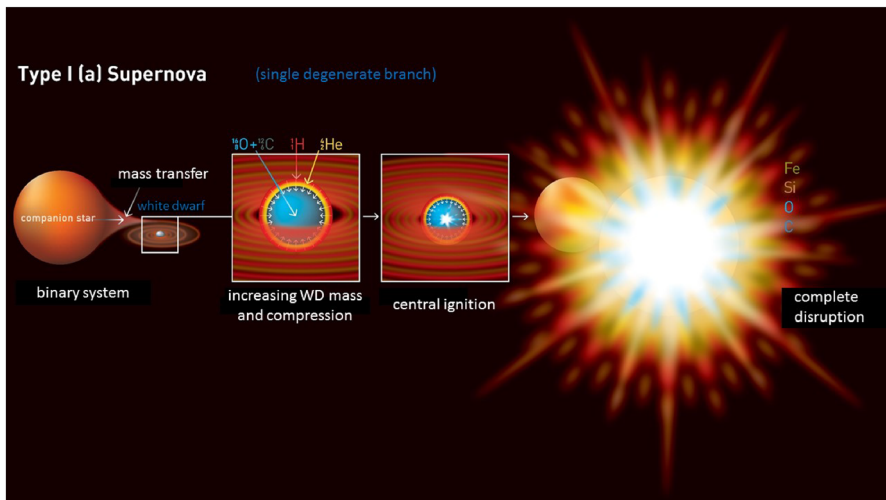 Type I (a) Supernova
(single degenerate branch)
¹⁶₈O+¹²₆C
¹₁H
⁴₂He
mass transfer
white dwarf
companion star
binary system
increasing WD mass
and compression
central ignition
Fe
Si
O
C
complete
disruption